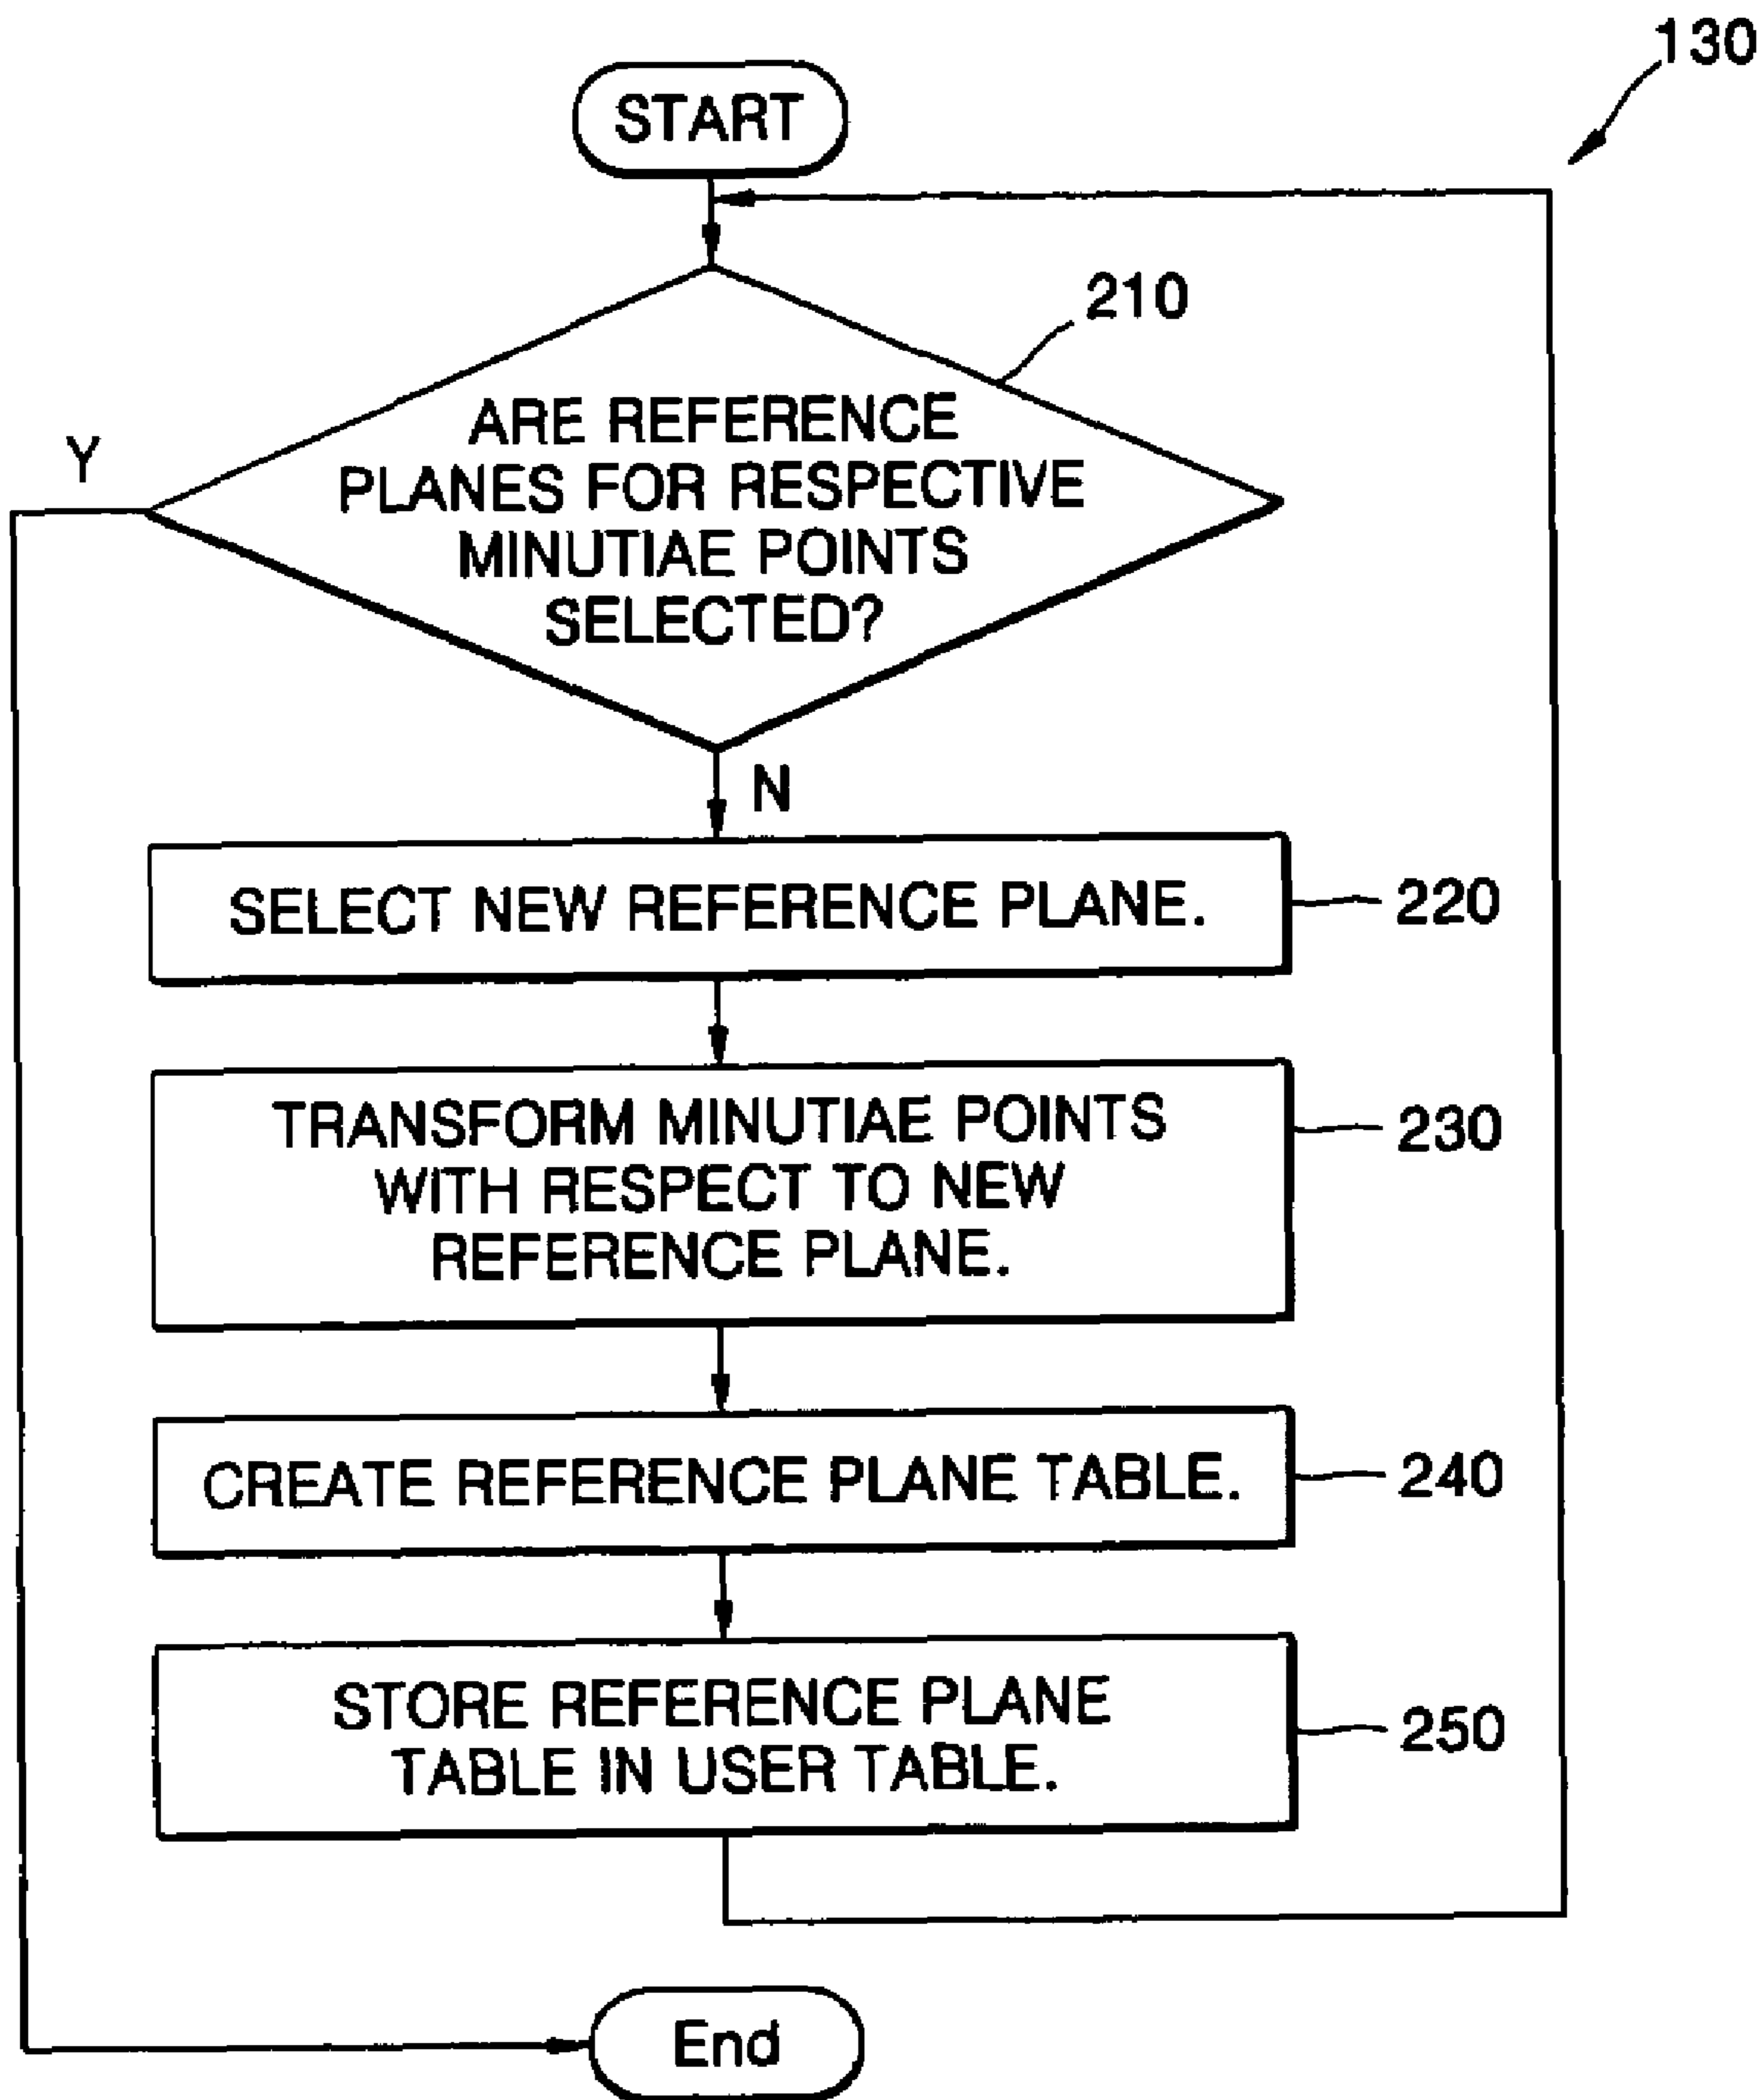 130
START
210
ARE REFERENCE
PLANES FOR RESPECTIVE
MINUTIAE POINTS
SELECTED?
Y
N
SELECT NEW REFERENCE PLANE.
220
TRANSFORM MINUTIAE POINTS
WITH RESPECT TO NEW
REFERENCE PLANE.
230
CREATE REFERENCE PLANE TABLE.
240
STORE REFERENCE PLANE
TABLE IN USER TABLE.
250
End